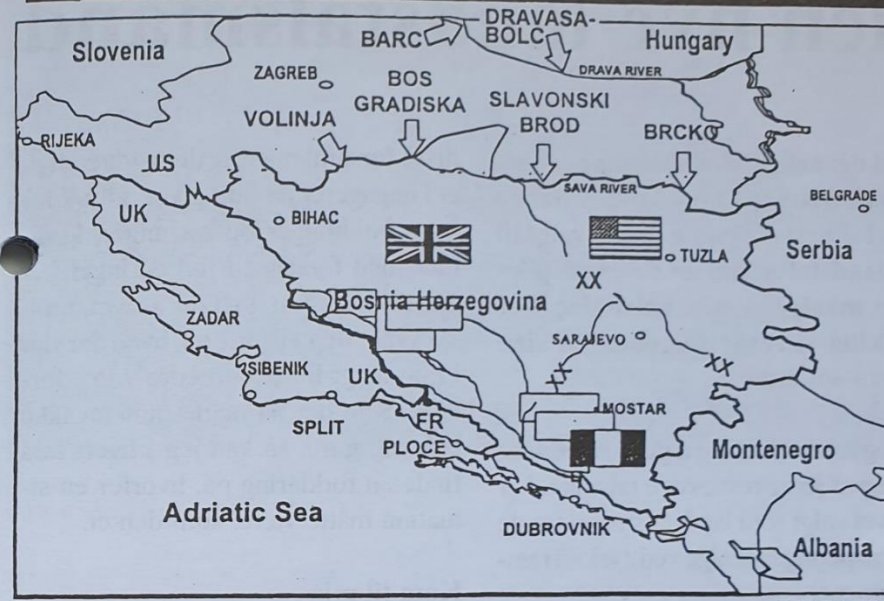 Slovenia
BARC
DRAVASA-
BOLC
Hungary
DRAVA RIVER
ZAGREB
BOS
GRADISKA
SLAVONSKI
BROD
VOLINJA
BRCKO
RIJEKA
US
UK
SAVA RIVER
BELGRADE
BIHAC
TUZLA
Serbia
XX
Bosnia Herzegovina
ZADAR
SARAJEVO
XX
XX
SIBENIK
UK
MOSTAR
SPLIT
FR
PLOCE
Montenegro
Adriatic Sea
DUBROVNIK
Albania